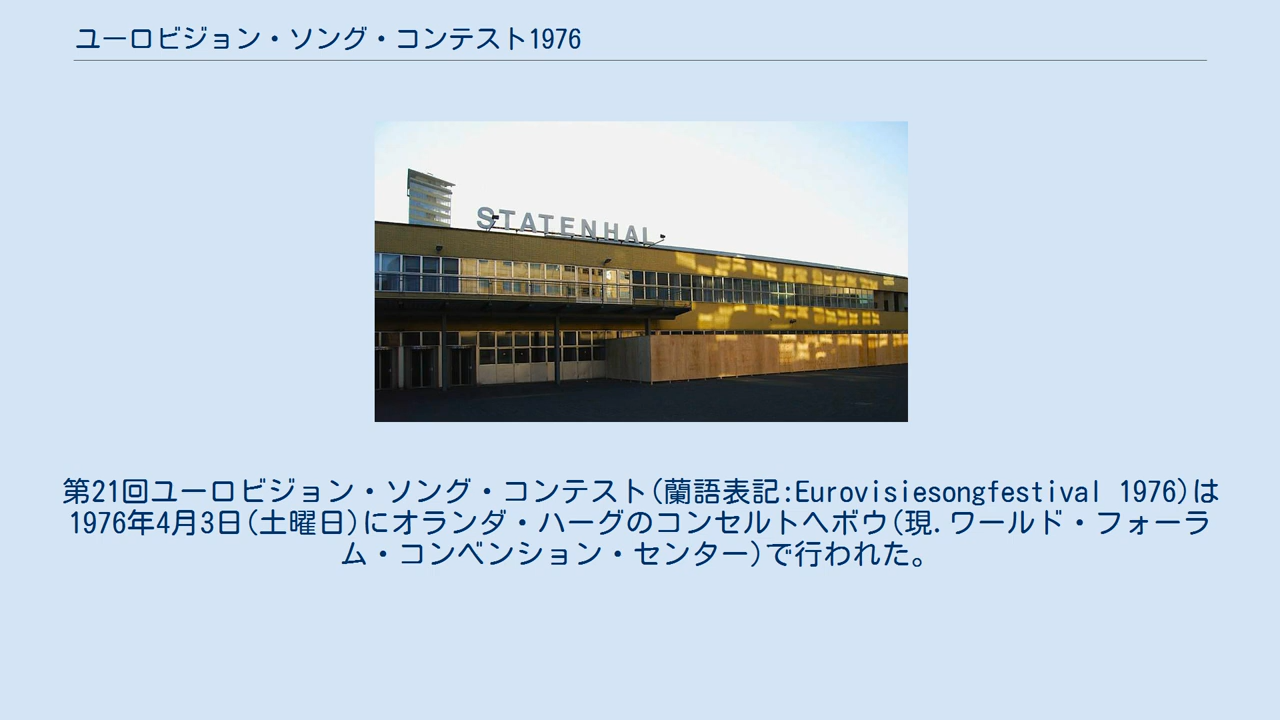 ユーロビジョン・ソング・コンテスト1976
STATENHAL
第21回ユーロビジョン・ソング・コンテスト(蘭語表記:Eurovisiesongfestival 1976)は
1976年4月3日(土曜日)にオランダ・ハーグのコンセルトヘボウ(現.ワールド・フォーラ
ム・コンベンション・センター)で行われた。